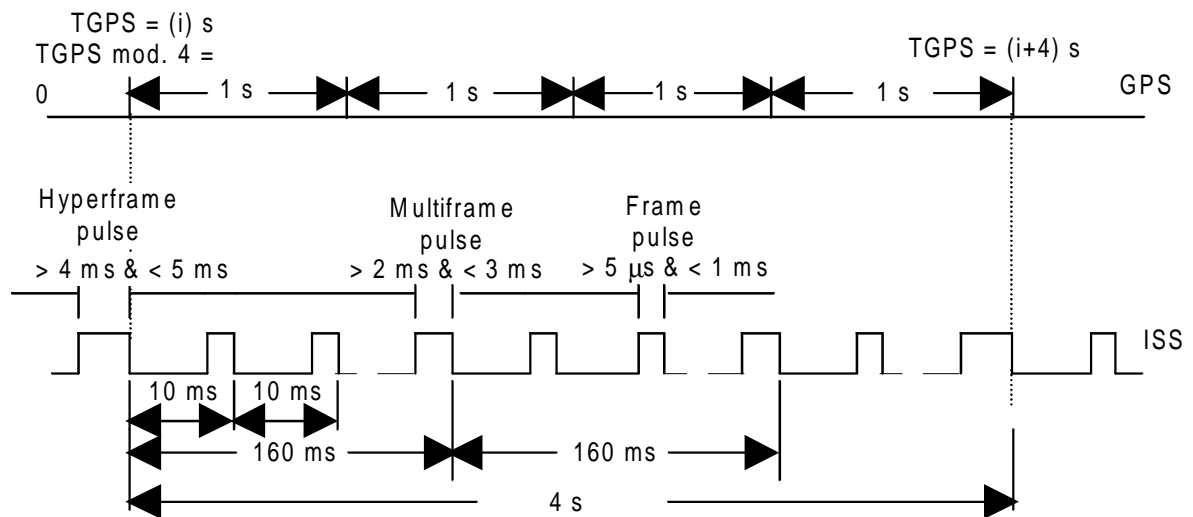 TGPS = (i) s
TGPS mod. 4 =
0
TGPS = (i+4) s
1 s
1 s
1 s
1 s
GPS
Hyperframe
pulse
> 4 ms & < 5 ms
Multiframe
pulse
> 2 ms & < 3 ms
Frame
pulse
> 5 μs & < 1 ms
ISS
10 ms
10 ms
160 ms
160 ms
4 s